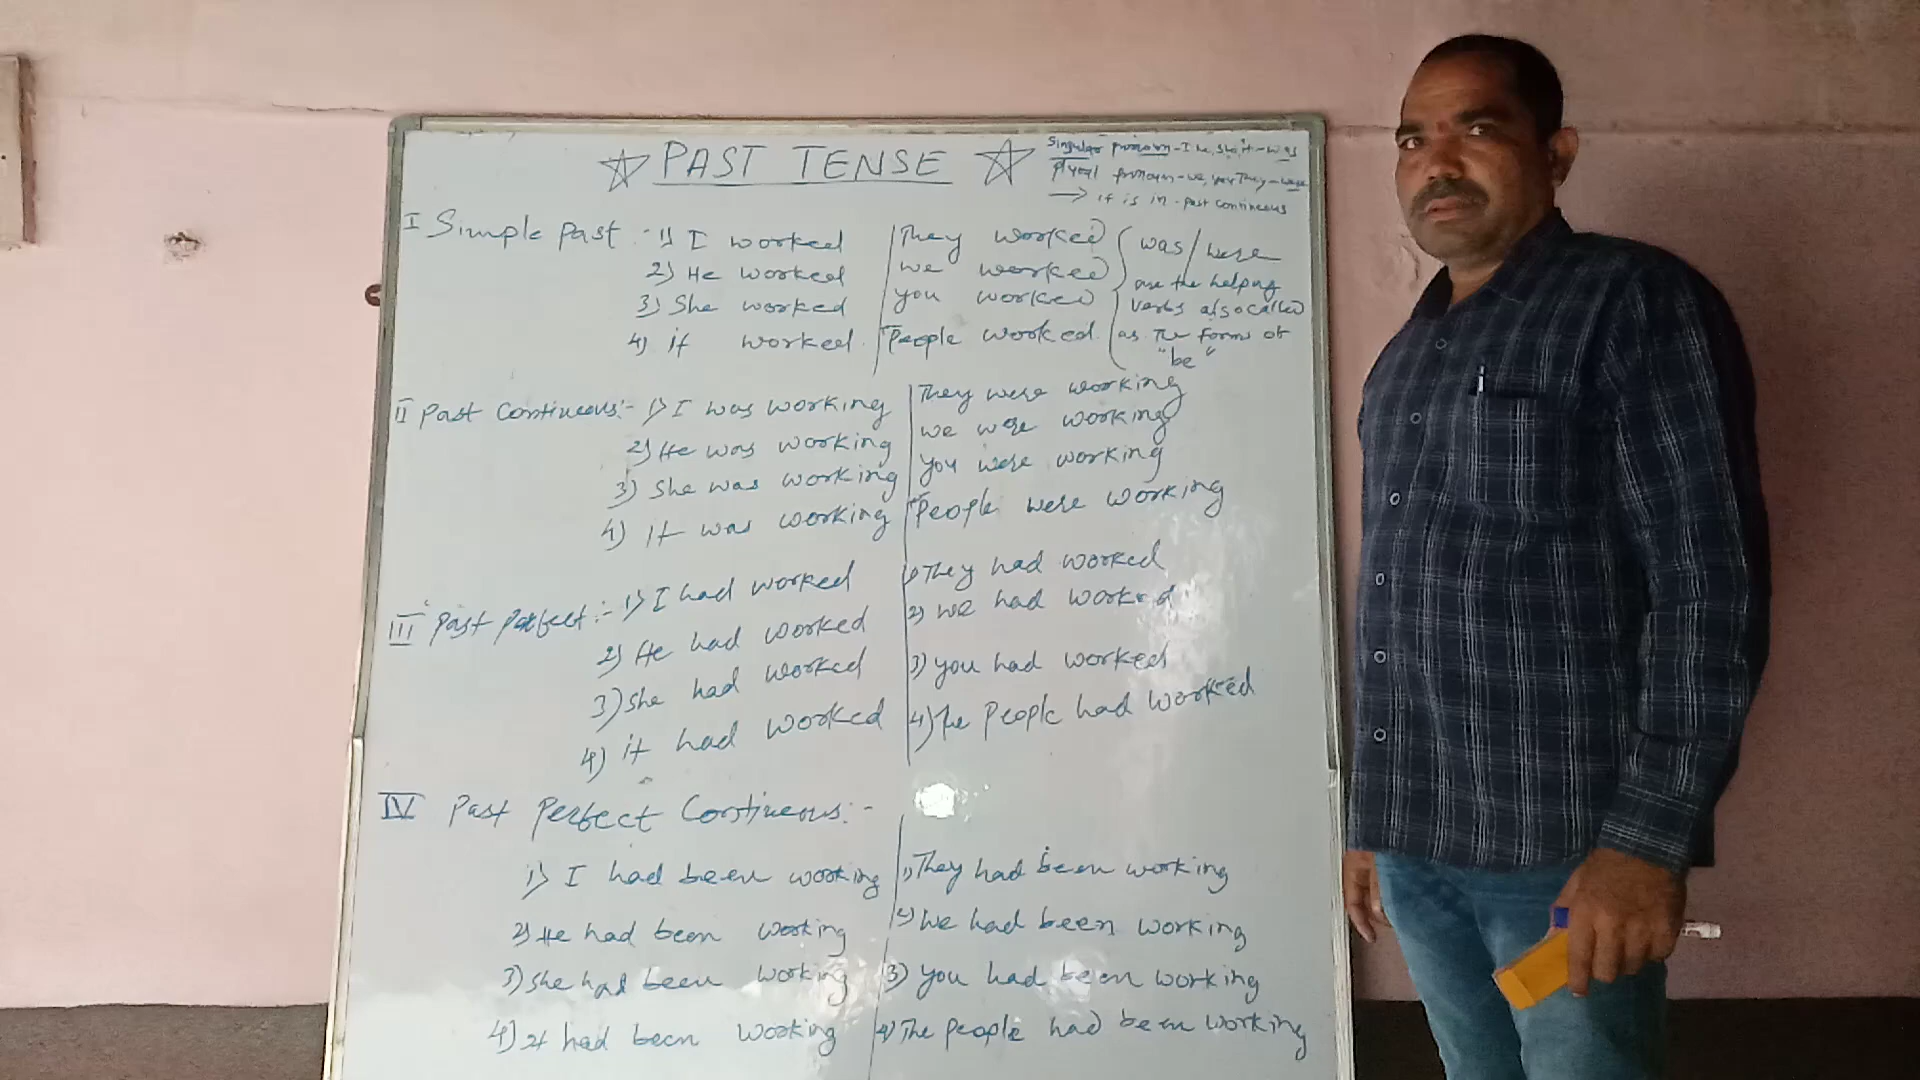 PAST TENSE
Singular pronoun - I he, she, it - was
Plural pronoun - we, you They - were
→ if is in - past continueous
I Simple past :- 1) I worked
2) He worked
3) She worked
4) it worked.
They worked
we worked
you worked
People worked.
was/were
are the helping
verbs also called
as the forms of
"be"
II Past Continueous:- 1) I was working
2) He was working
3) She was working
4) It was working
They were working
we were working
you were working
People were working
III Past Perfect :- 1) I had worked
2) He had worked
3) she had worked
4) it had worked
1) They had worked
2) we had worked
3) you had worked
4) The people had worked
IV Past Perfect Continueous :-
1) I had been working
2) He had been working
3) She had been working
4) It had been working
1) They had been working
2) We had been working
3) you had been working
4) The people had been working